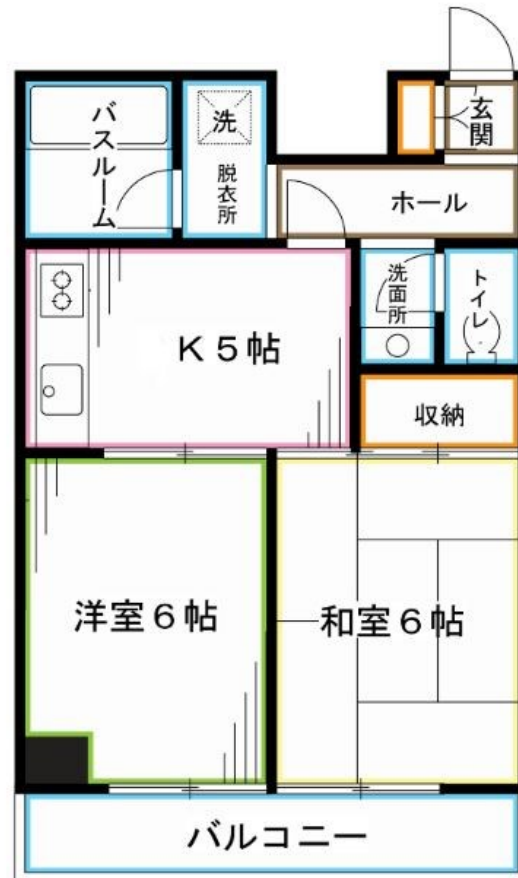 玄関
バスルーム
洗
脱衣所
ホール
洗面所
トイレ
K5帖
収納
洋室6帖
和室6帖
バルコニー